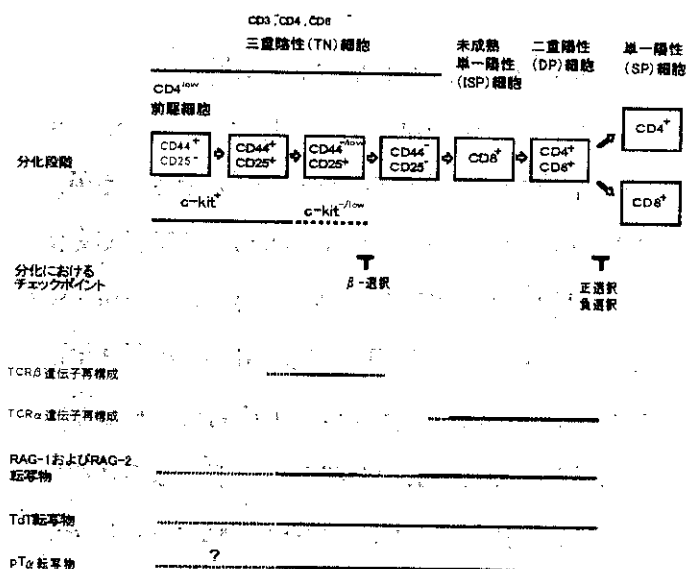 CD3⁻, CD4, CD8⁻
三重陰性(TN)細胞
未成熟
単一陽性
(ISP)細胞
二重陽性
(DP)細胞
単一陽性
(SP)細胞
CD4low
前駆細胞
分化段階
CD44⁺
CD25⁻
CD44⁺
CD25⁺
CD44⁻/low
CD25⁺
CD44⁻
CD25⁻
CD8⁺
CD4⁺
CD8⁺
CD4⁺
CD8⁺
c-kit⁺
c-kit⁻/low
分化における
チェックポイント
β-選択
正選択
負選択
TCRβ遺伝子再構成
TCRα遺伝子再構成
RAG-1およびRAG-2
転写物
TdT転写物
pTα転写物
?